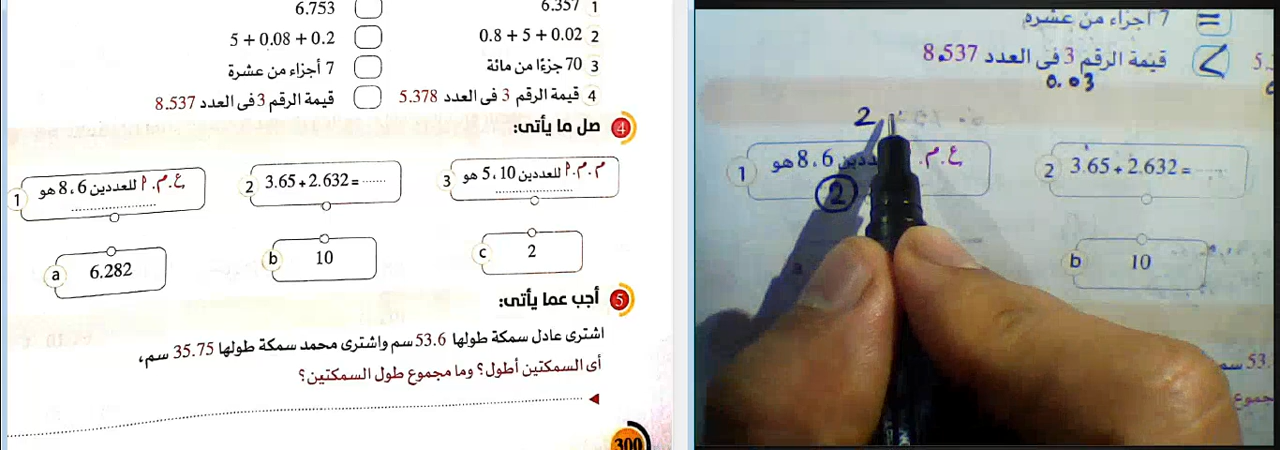 1 6.357 6.753
2 0.8 + 5 + 0.02 5 + 0.08 + 0.2
3 70 جزءًا من مائة 7 أجزاء من عشرة
4 قيمة الرقم 3 فى العدد 5.378 قيمة الرقم 3 فى العدد 8.537
4 صل ما يأتى:
1 ع.م.أ للعددين 6 ، 8 هو ..........
2 3.65 + 2.632 = ......
3 م.م.م للعددين 10 ، 5 هو ..........
a 6.282
b 10
c 2
5 أجب عما يأتى:
اشترى عادل سمكة طولها 53.6 سم واشترى محمد سمكة طولها 35.75 سم،
أى السمكتين أطول؟ وما مجموع طول السمكتين؟
300
= 7 أجزاء من عشرة
< قيمة الرقم 3 فى العدد 8.537
0.03
2
1 ع.م. 6 ، 8 هو
2
2 3.65 + 2.632 = ......
b 10
53.
سم